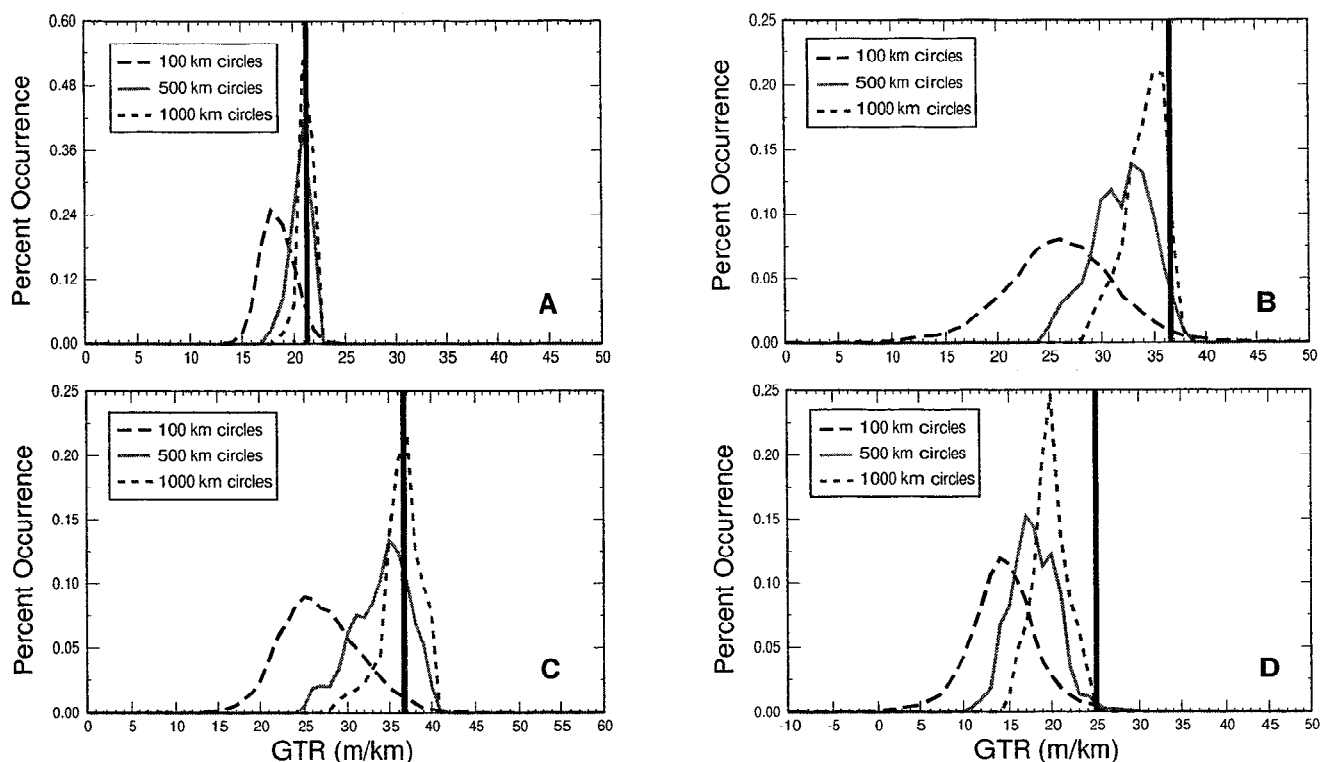 0.60
0.48
0.36
0.24
0.12
0.00
Percent Occurrence
100 km circles
500 km circles
1000 km circles
A
0 5 10 15 20 25 30 35 40 45 50
0.25
0.20
0.15
0.10
0.05
0.00
Percent Occurrence
100 km circles
500 km circles
1000 km circles
B
0 5 10 15 20 25 30 35 40 45 50
0.25
0.20
0.15
0.10
0.05
0.00
Percent Occurrence
100 km circles
500 km circles
1000 km circles
C
0 5 10 15 20 25 30 35 40 45 50 55 60
GTR (m/km)
0.25
0.20
0.15
0.10
0.05
0.00
Percent Occurrence
100 km circles
500 km circles
1000 km circles
D
-10 -5 0 5 10 15 20 25 30 35 40 45 50
GTR (m/km)